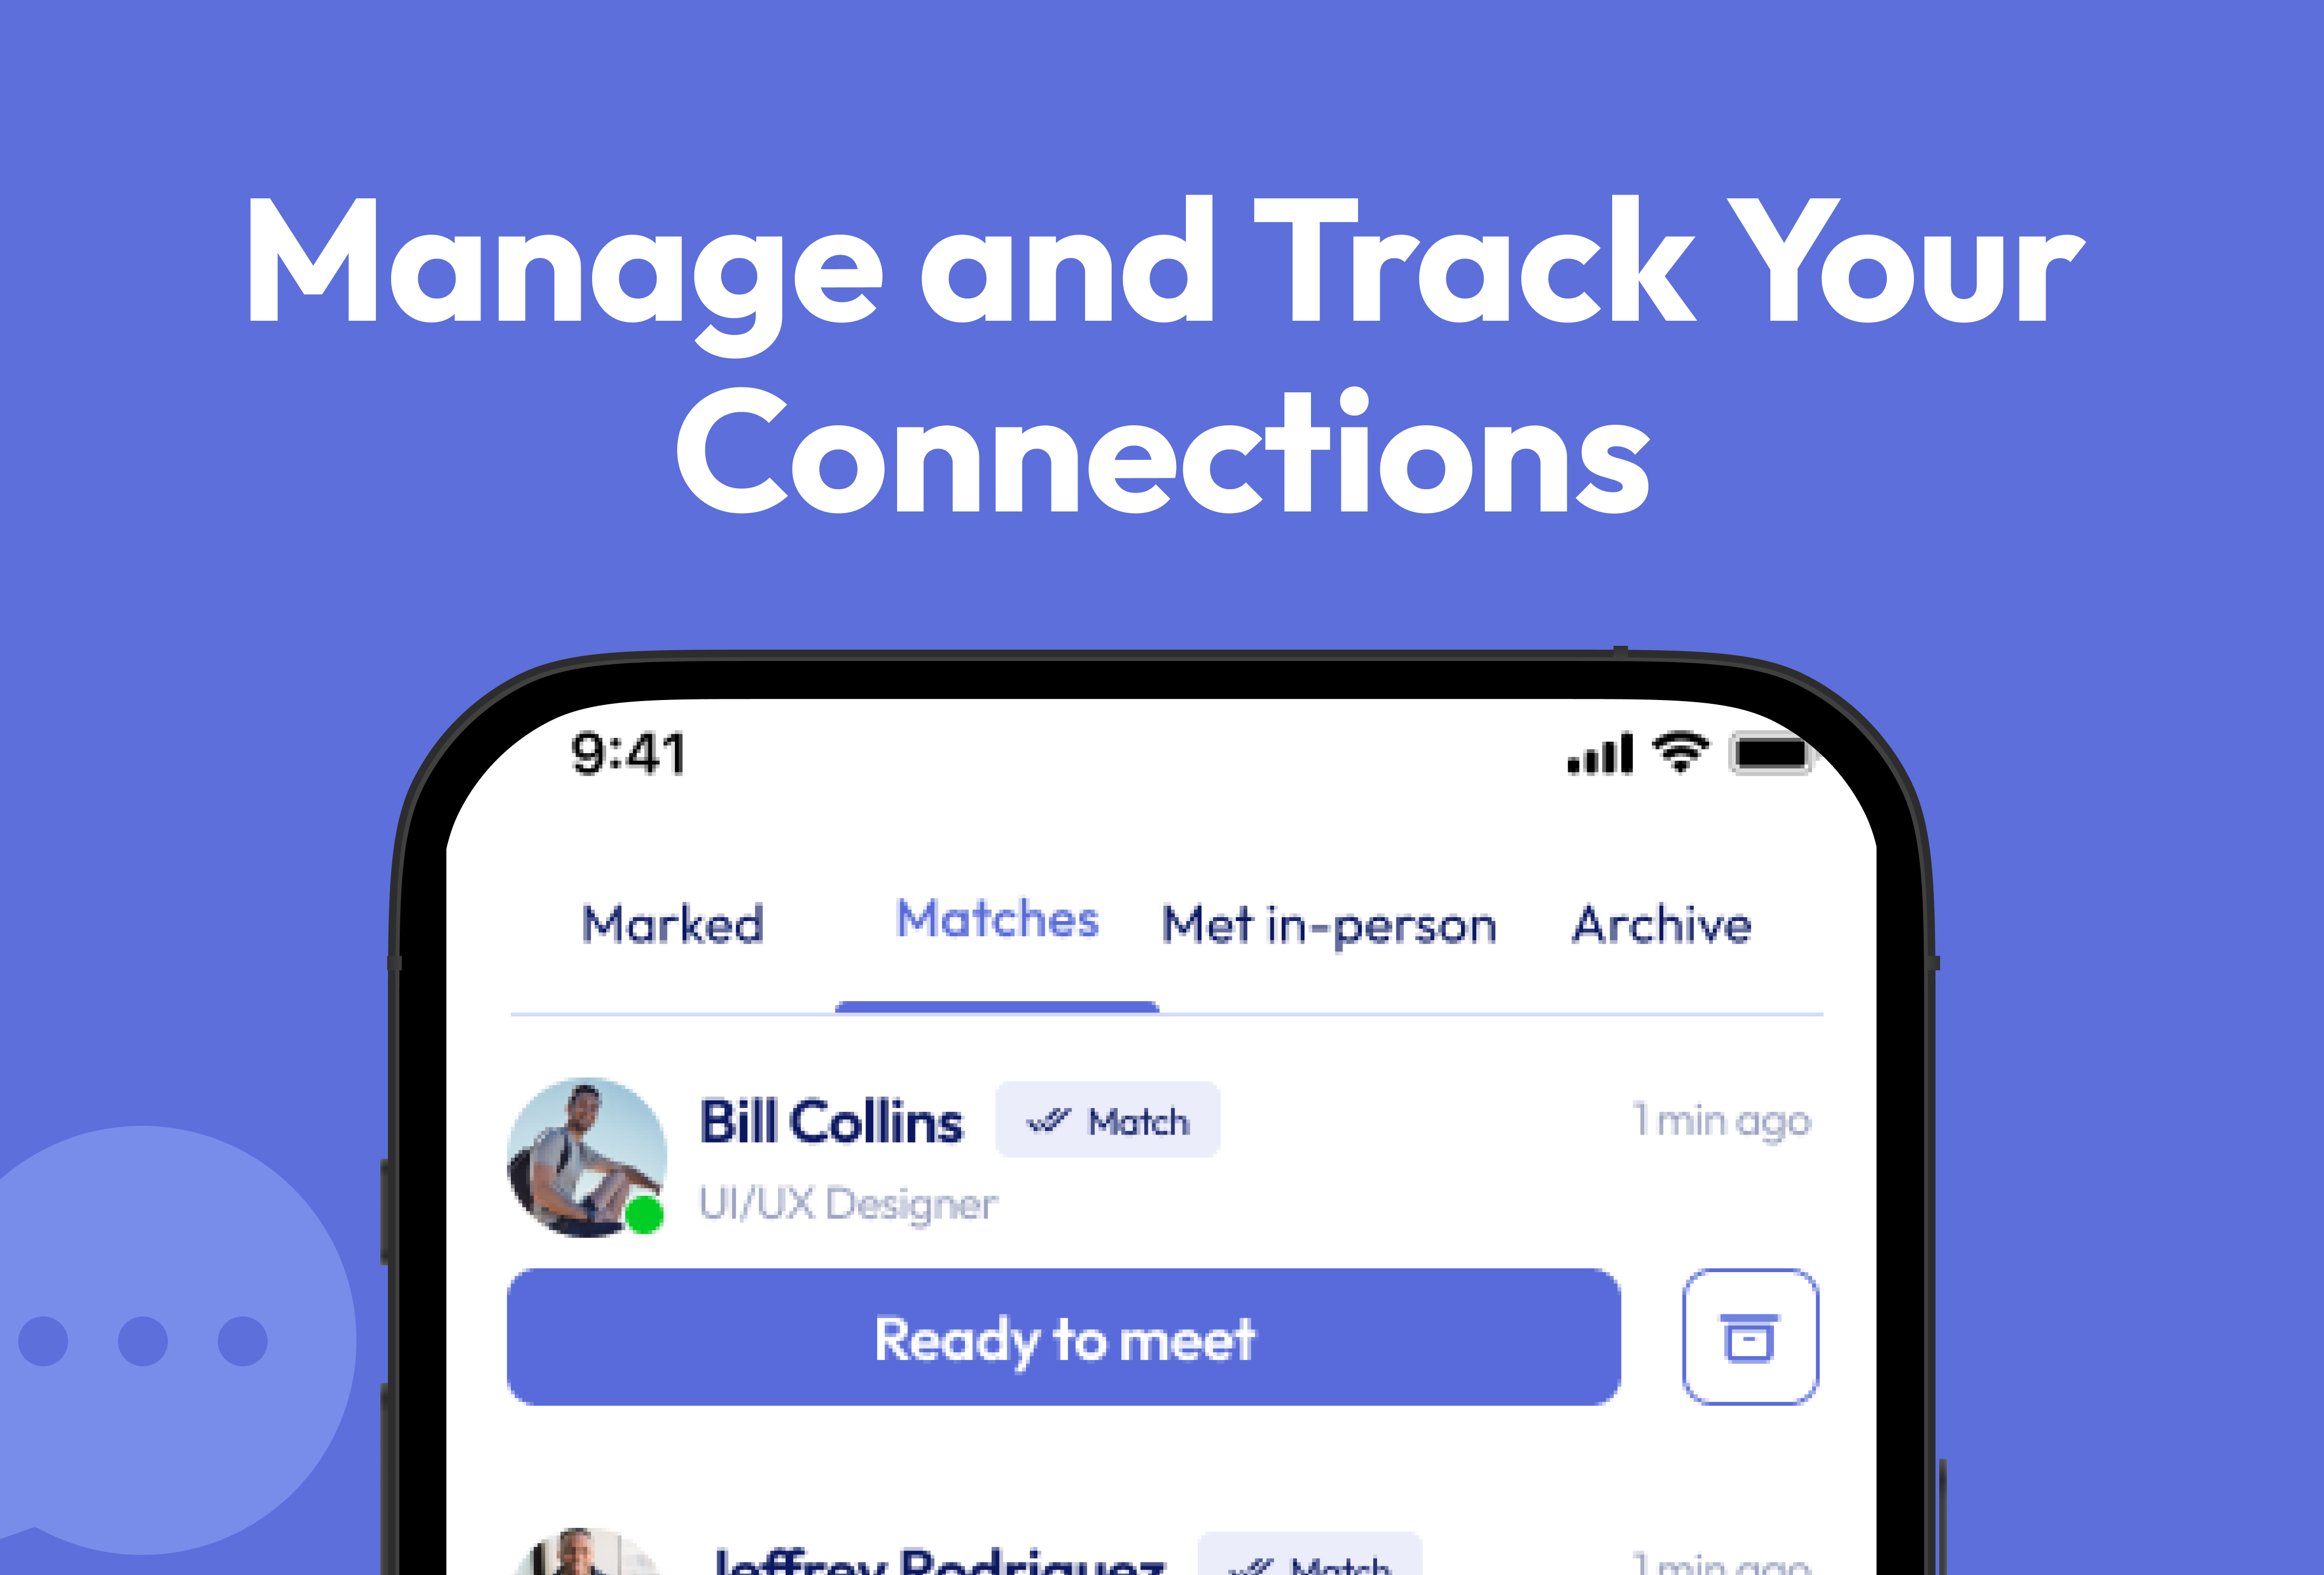 Manage and Track Your
Connections
9:41
Marked Matches Met in-person Archive
Bill Collins Match 1 min ago
UI/UX Designer
Ready to meet
Jeffrey Rodriguez Match 1 min ago